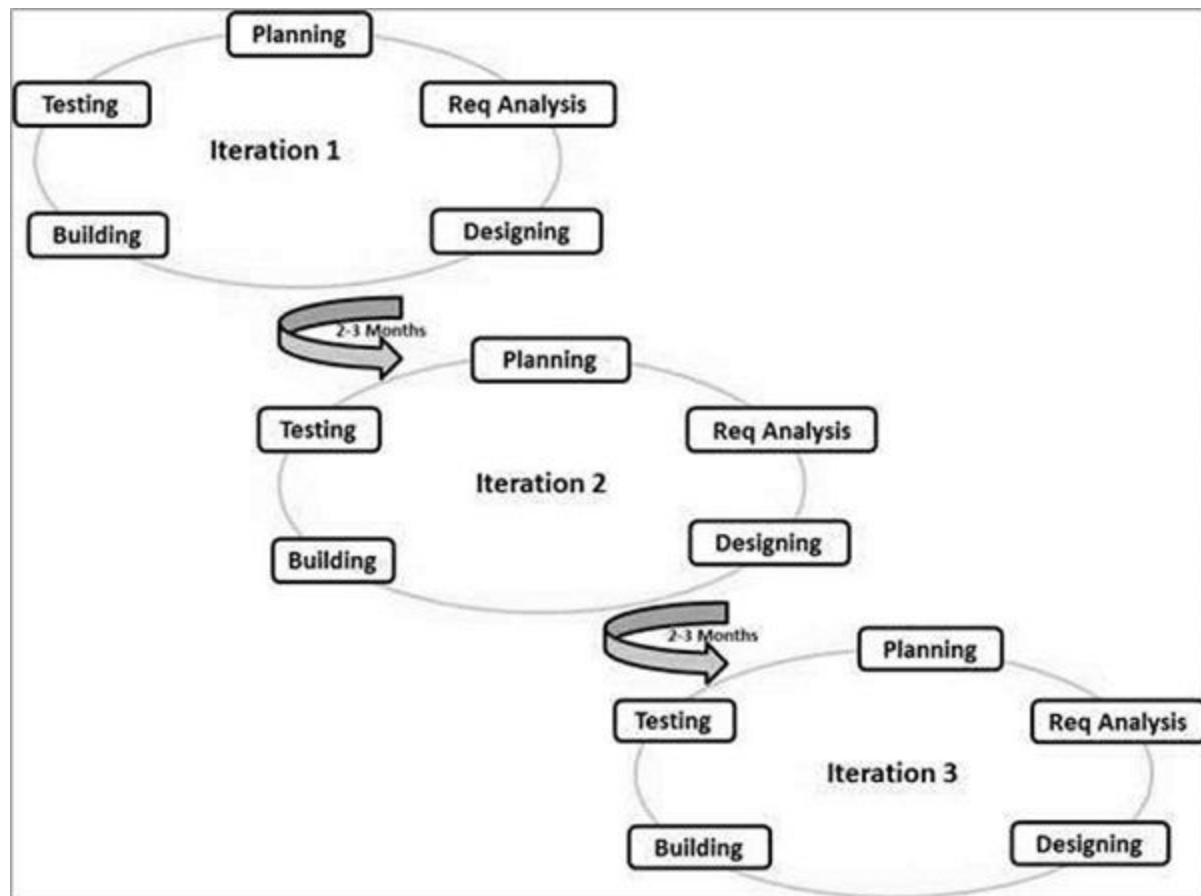 Planning
Testing
Req Analysis
Iteration 1
Building
Designing
2-3 Months
Planning
Testing
Req Analysis
Iteration 2
Building
Designing
2-3 Months
Planning
Testing
Req Analysis
Iteration 3
Building
Designing